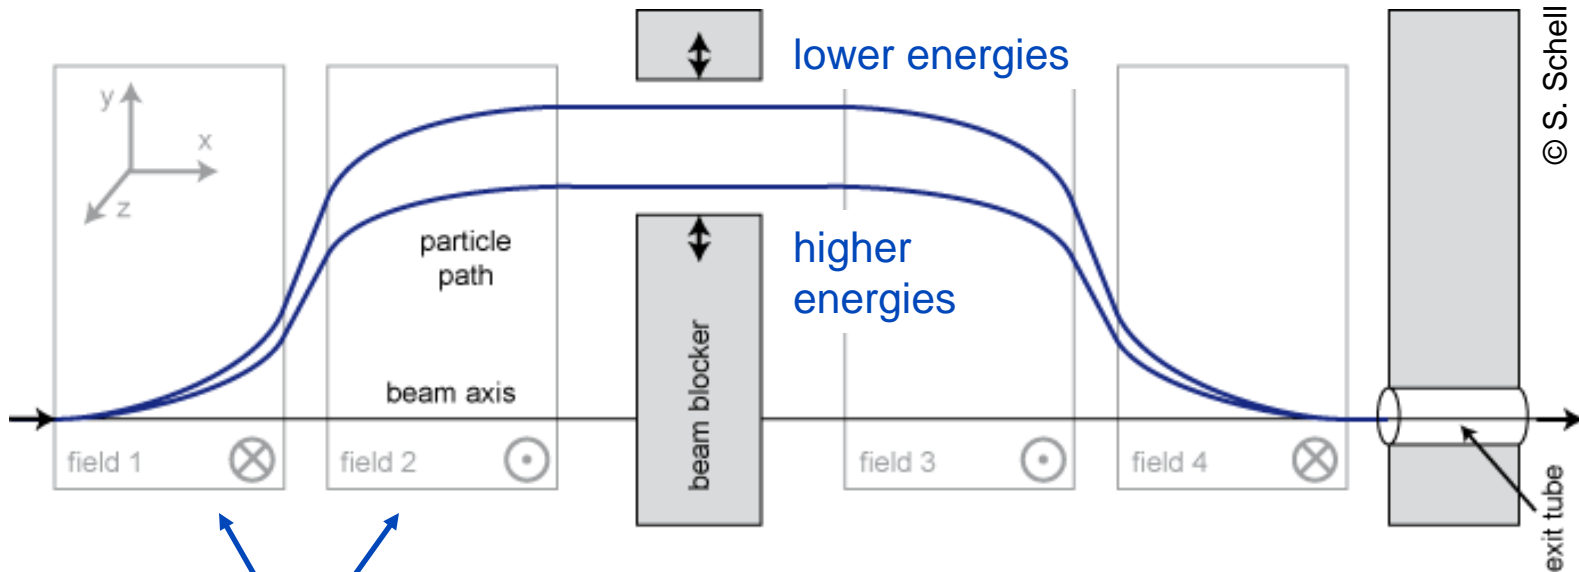 lower energies
© S. Schell
y
x
z
particle
path
higher
energies
beam blocker
beam axis
field 1
field 2
field 3
field 4
exit tube